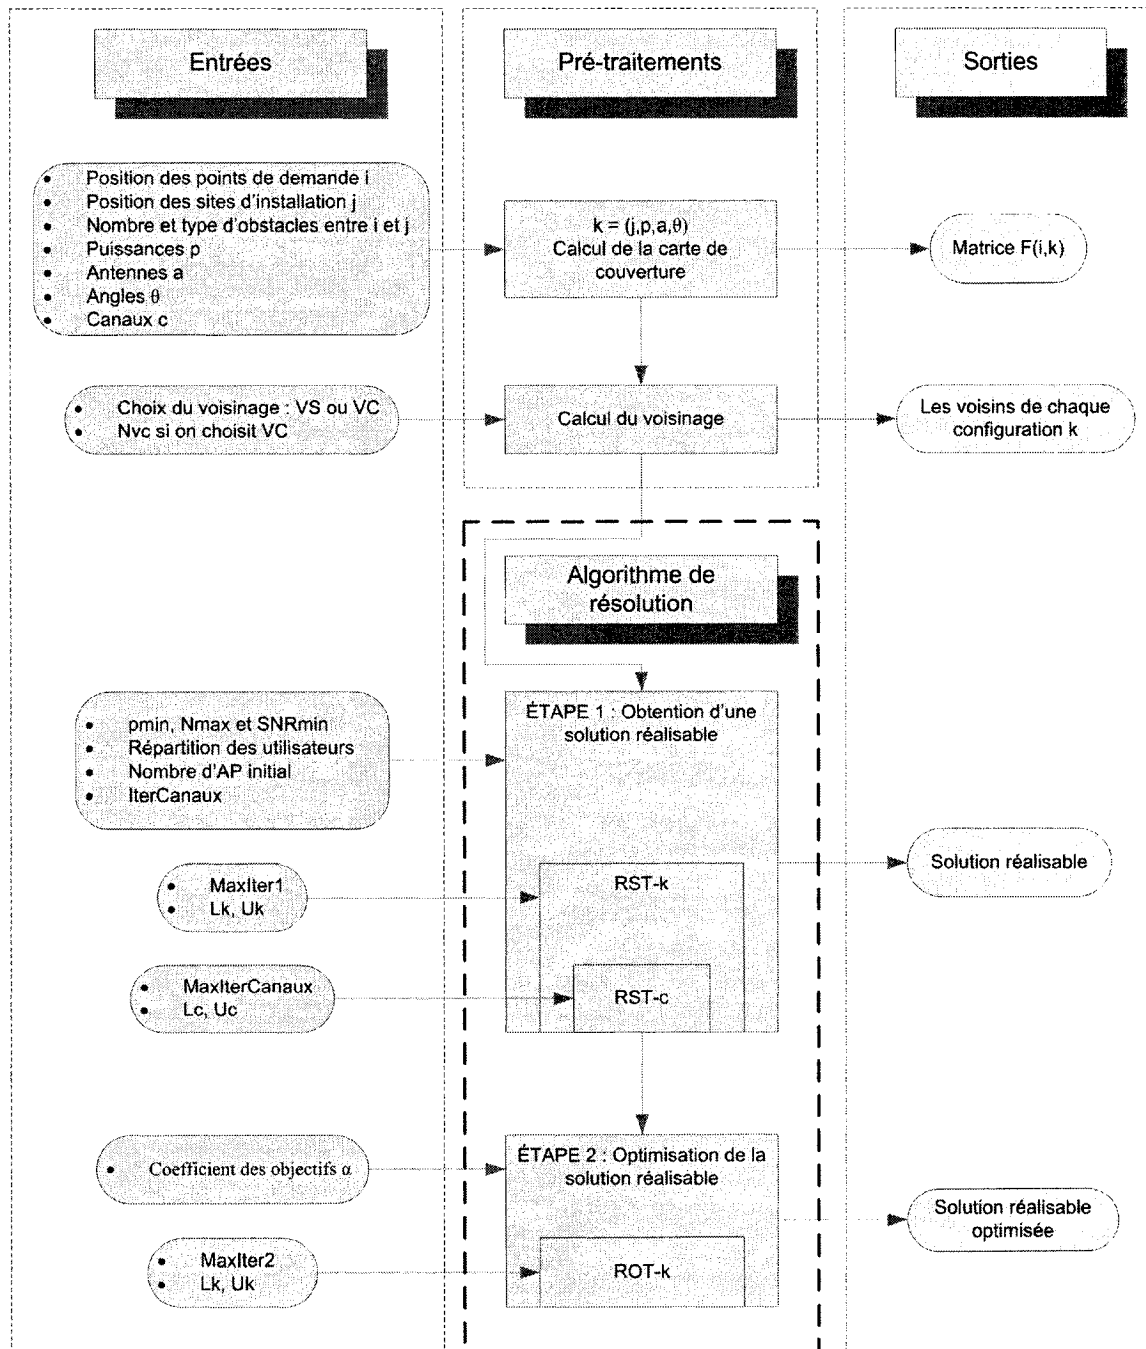 Entrées
Pré-traitements
Sorties
• Position des points de demande i
• Position des sites d'installation j
• Nombre et type d'obstacles entre i et j
• Puissances p
• Antennes a
• Angles θ
• Canaux c
k = (j,p,a,θ)
Calcul de la carte de
couverture
Matrice F(i,k)
• Choix du voisinage : VS ou VC
• Nvc si on choisit VC
Calcul du voisinage
Les voisins de chaque
configuration k
Algorithme de
résolution
• pmin, Nmax et SNRmin
• Répartition des utilisateurs
• Nombre d'AP initial
• IterCanaux
ÉTAPE 1 : Obtention d'une
solution réalisable
Solution réalisable
• MaxIter1
• Lk, Uk
RST-k
• MaxIterCanaux
• Lc, Uc
RST-c
• Coefficient des objectifs α
ÉTAPE 2 : Optimisation de la
solution réalisable
Solution réalisable
optimisée
• MaxIter2
• Lk, Uk
ROT-k